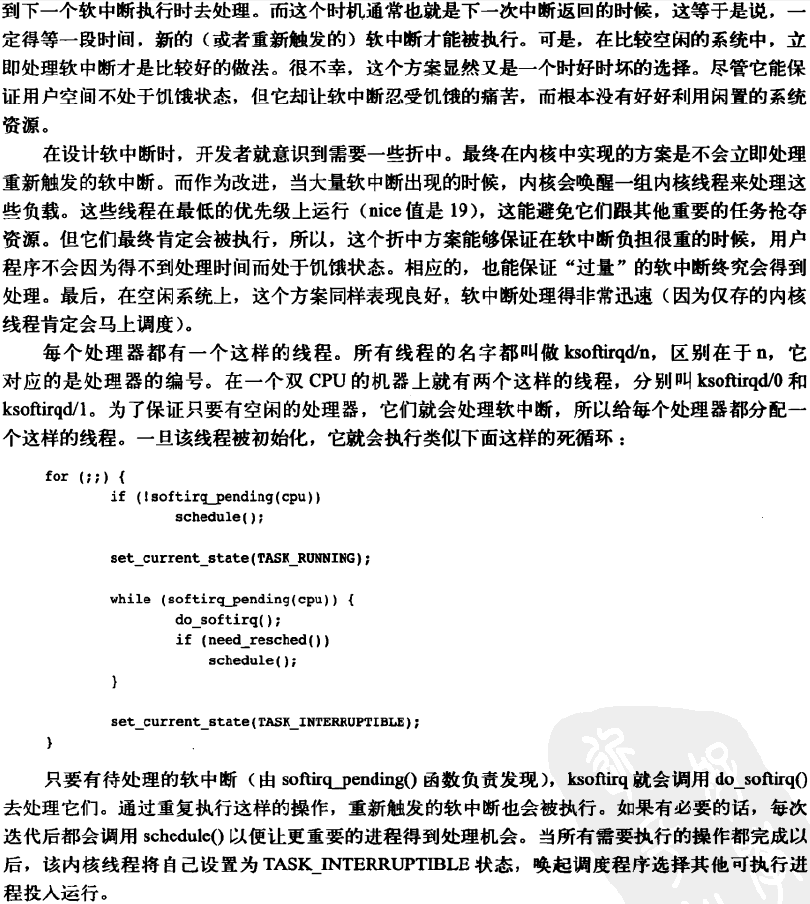 到下一个软中断执行时去处理。而这个时机通常也就是下一次中断返回的时候，这等于是说，一
定得等一段时间，新的（或者重新触发的）软中断才能被执行。可是，在比较空闲的系统中，立
即处理软中断才是比较好的做法。很不幸，这个方案显然又是一个时好时坏的选择。尽管它能保
证用户空间不处于饥饿状态，但它却让软中断忍受饥饿的痛苦，而根本没有好好利用闲置的系统
资源。
在设计软中断时，开发者就意识到需要一些折中。最终在内核中实现的方案是不会立即处理
重新触发的软中断。而作为改进，当大量软中断出现的时候，内核会唤醒一组内核线程来处理这
些负载。这些线程在最低的优先级上运行（nice 值是 19），这能避免它们跟其他重要的任务抢夺
资源。但它们最终肯定会被执行，所以，这个折中方案能够保证在软中断负担很重的时候，用户
程序不会因为得不到处理时间而处于饥饿状态。相应的，也能保证“过量”的软中断终究会得到
处理。最后，在空闲系统上，这个方案同样表现良好，软中断处理得非常迅速（因为仅存的内核
线程肯定会马上调度）。
每个处理器都有一个这样的线程。所有线程的名字都叫做 ksoftirqd/n，区别在于 n，它
对应的是处理器的编号。在一个双 CPU 的机器上就有两个这样的线程，分别叫 ksoftirqd/0 和
ksoftirqd/1。为了保证只要有空闲的处理器，它们就会处理软中断，所以给每个处理器都分配一
个这样的线程。一旦该线程被初始化，它就会执行类似下面这样的死循环：
for (;;) {
if (!softirq_pending(cpu))
schedule();
set_current_state(TASK_RUNNING);
while (softirq_pending(cpu)) {
do_softirq();
if (need_resched())
schedule();
}
set_current_state(TASK_INTERRUPTIBLE);
}
只要有待处理的软中断（由 softirq_pending() 函数负责发现），ksoftirq 就会调用 do_softirq()
去处理它们。通过重复执行这样的操作，重新触发的软中断也会被执行。如果有必要的话，每次
迭代后都会调用 schedule() 以便让更重要的进程得到处理机会。当所有需要执行的操作都完成以
后，该内核线程将自己设置为 TASK_INTERRUPTIBLE 状态，唤起调度程序选择其他可执行进
程投入运行。